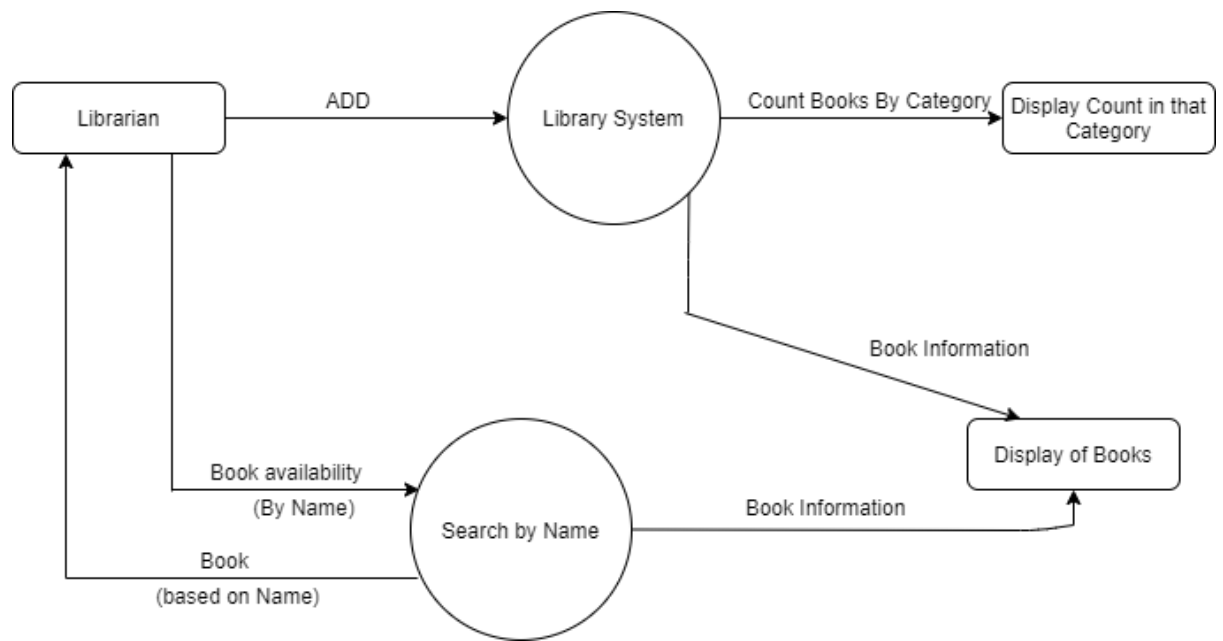 ADD
Librarian
Library System
Count Books By Category
Display Count in that
Category
Book Information
Display of Books
Book availability
(By Name)
Book Information
Search by Name
Book
(based on Name)